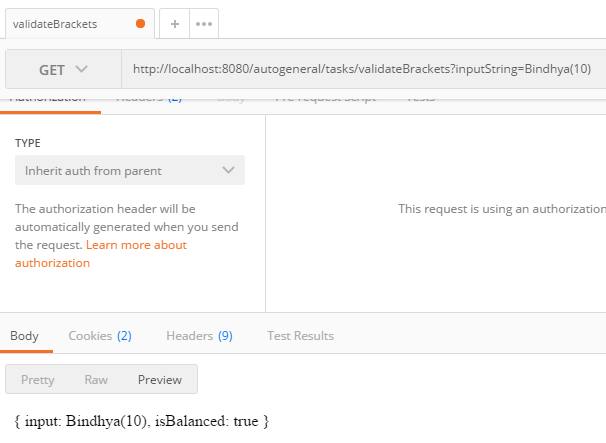 validateBrackets
+ •••
GET http://localhost:8080/autogeneral/tasks/validateBrackets?inputString=Bindhya(10)
Authorization Headers (2) Body Pre-request Script Tests
TYPE
Inherit auth from parent
The authorization header will be
automatically generated when you send
the request. Learn more about
authorization
This request is using an authorization
Body Cookies (2) Headers (9) Test Results
Pretty Raw Preview
{ input: Bindhya(10), isBalanced: true }